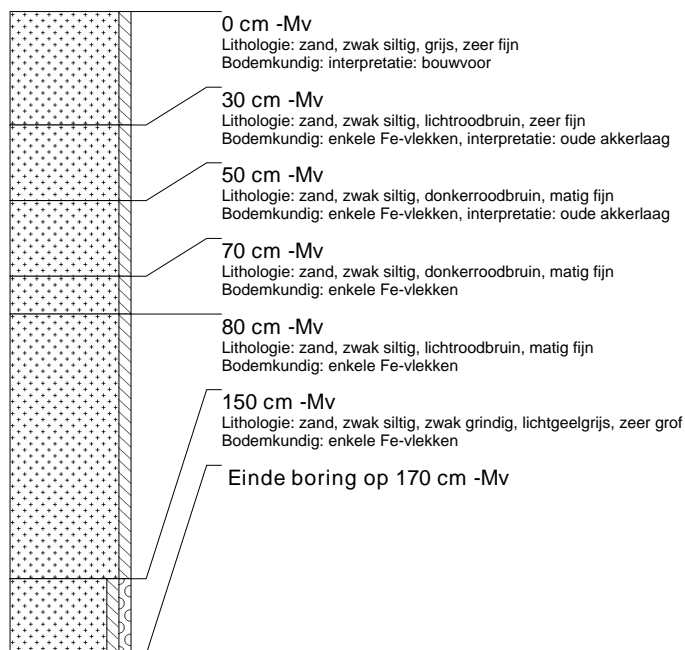 0 cm -Mv
Lithologie: zand, zwak siltig, grijs, zeer fijn
Bodemkundig: interpretatie: bouwvoor
30 cm -Mv
Lithologie: zand, zwak siltig, lichtroodbruin, zeer fijn
Bodemkundig: enkele Fe-vlekken, interpretatie: oude akkerlaag
50 cm -Mv
Lithologie: zand, zwak siltig, donkerroodbruin, matig fijn
Bodemkundig: enkele Fe-vlekken, interpretatie: oude akkerlaag
70 cm -Mv
Lithologie: zand, zwak siltig, donkerroodbruin, matig fijn
Bodemkundig: enkele Fe-vlekken
80 cm -Mv
Lithologie: zand, zwak siltig, lichtroodbruin, matig fijn
Bodemkundig: enkele Fe-vlekken
150 cm -Mv
Lithologie: zand, zwak siltig, zwak grindig, lichtgeelgrijs, zeer grof
Bodemkundig: enkele Fe-vlekken
Einde boring op 170 cm -Mv